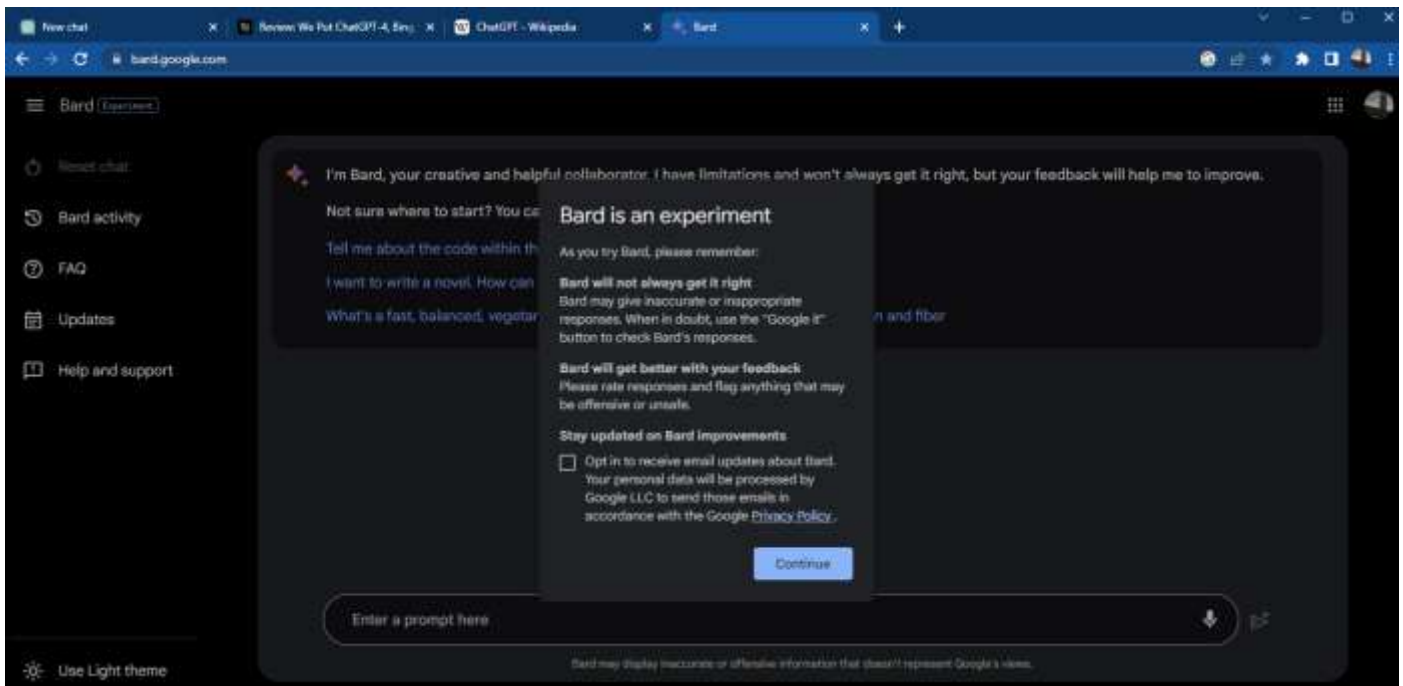 New chat
Review: We Put ChatGPT-4, Bing
ChatGPT - Wikipedia
Bard
bard.google.com
Bard Experiment
Reset chat
Bard activity
FAQ
Updates
Help and support
Use Light theme
I'm Bard, your creative and helpful collaborator. I have limitations and won't always get it right, but your feedback will help me to improve.
Not sure where to start? You ca
Tell me about the code within th
I want to write a novel. How can
What's a fast, balanced, vegetar
n and fiber
Bard is an experiment
As you try Bard, please remember:
Bard will not always get it right
Bard may give inaccurate or inappropriate
responses. When in doubt, use the "Google it"
button to check Bard's responses.
Bard will get better with your feedback
Please rate responses and flag anything that may
be offensive or unsafe.
Stay updated on Bard improvements
Opt in to receive email updates about Bard.
Your personal data will be processed by
Google LLC to send those emails in
accordance with the Google Privacy Policy.
Continue
Enter a prompt here
Bard may display inaccurate or offensive information that doesn't represent Google's views.